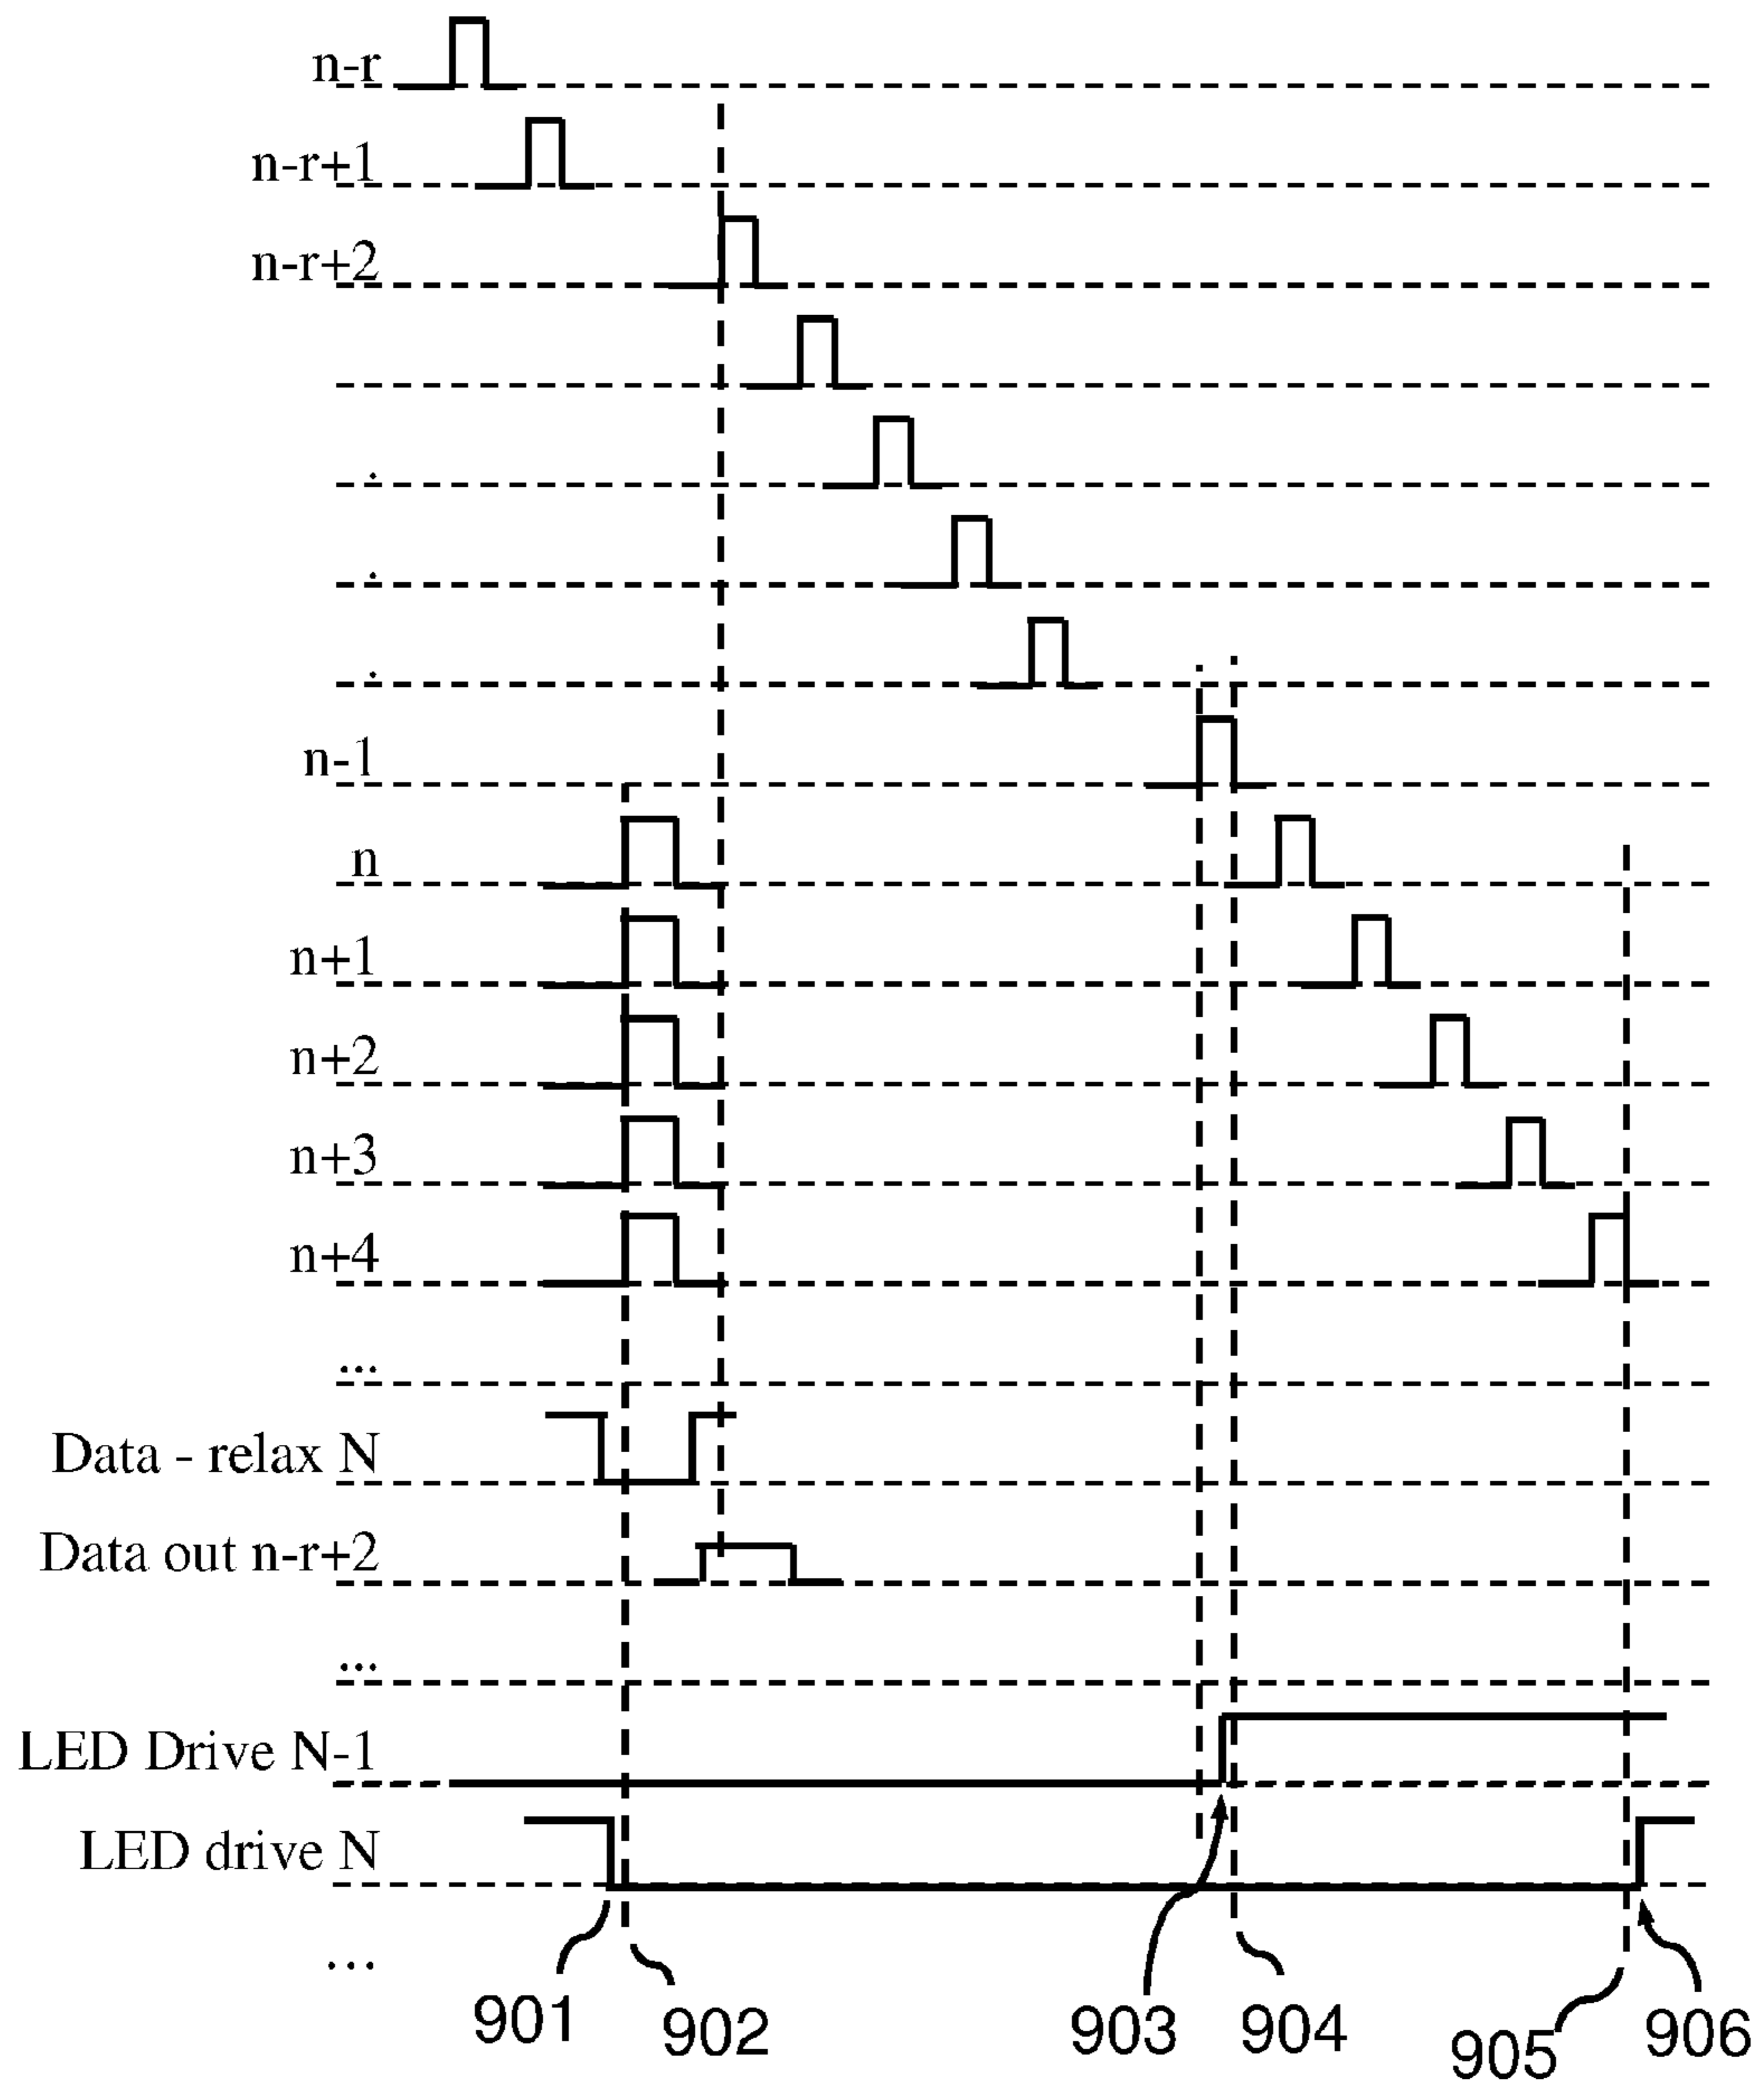 n-r
n-r+1
n-r+2
.
.
.
n-1
n
n+1
n+2
n+3
n+4
...
Data - relax N
Data out n-r+2
...
LED Drive N-1
LED drive N
...
901
902
903
904
905
906